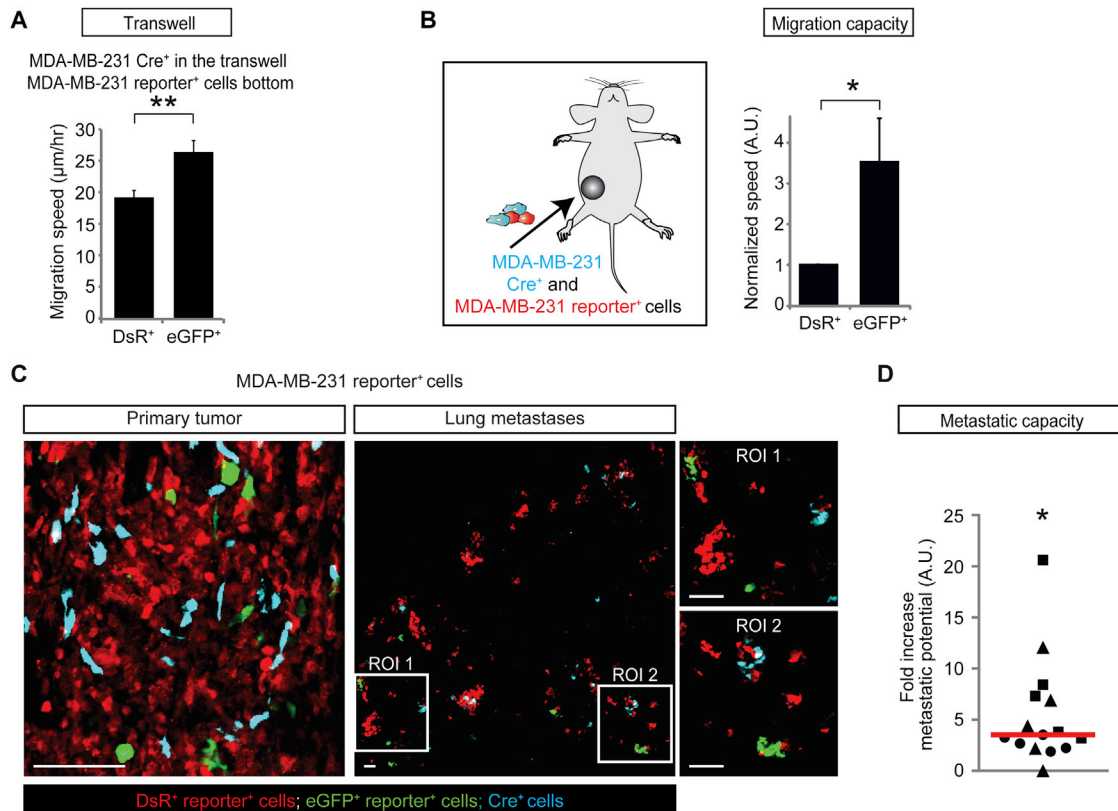 A
Transwell
MDA-MB-231 Cre⁺ in the transwell
MDA-MB-231 reporter⁺ cells bottom
**
Migration speed (µm/hr)
30
25
20
15
10
5
0
DsR⁺ eGFP⁺
B
MDA-MB-231
Cre⁺ and
MDA-MB-231 reporter⁺ cells
Migration capacity
*
Normalized speed (A.U.)
4
3
2
1
0
DsR⁺ eGFP⁺
C
MDA-MB-231 reporter⁺ cells
Primary tumor
Lung metastases
ROI 1
ROI 2
ROI 1
ROI 2
DsR⁺ reporter⁺ cells; eGFP⁺ reporter⁺ cells; Cre⁺ cells
D
Metastatic capacity
*
Fold increase
metastatic potential (A.U.)
25
20
15
10
5
0